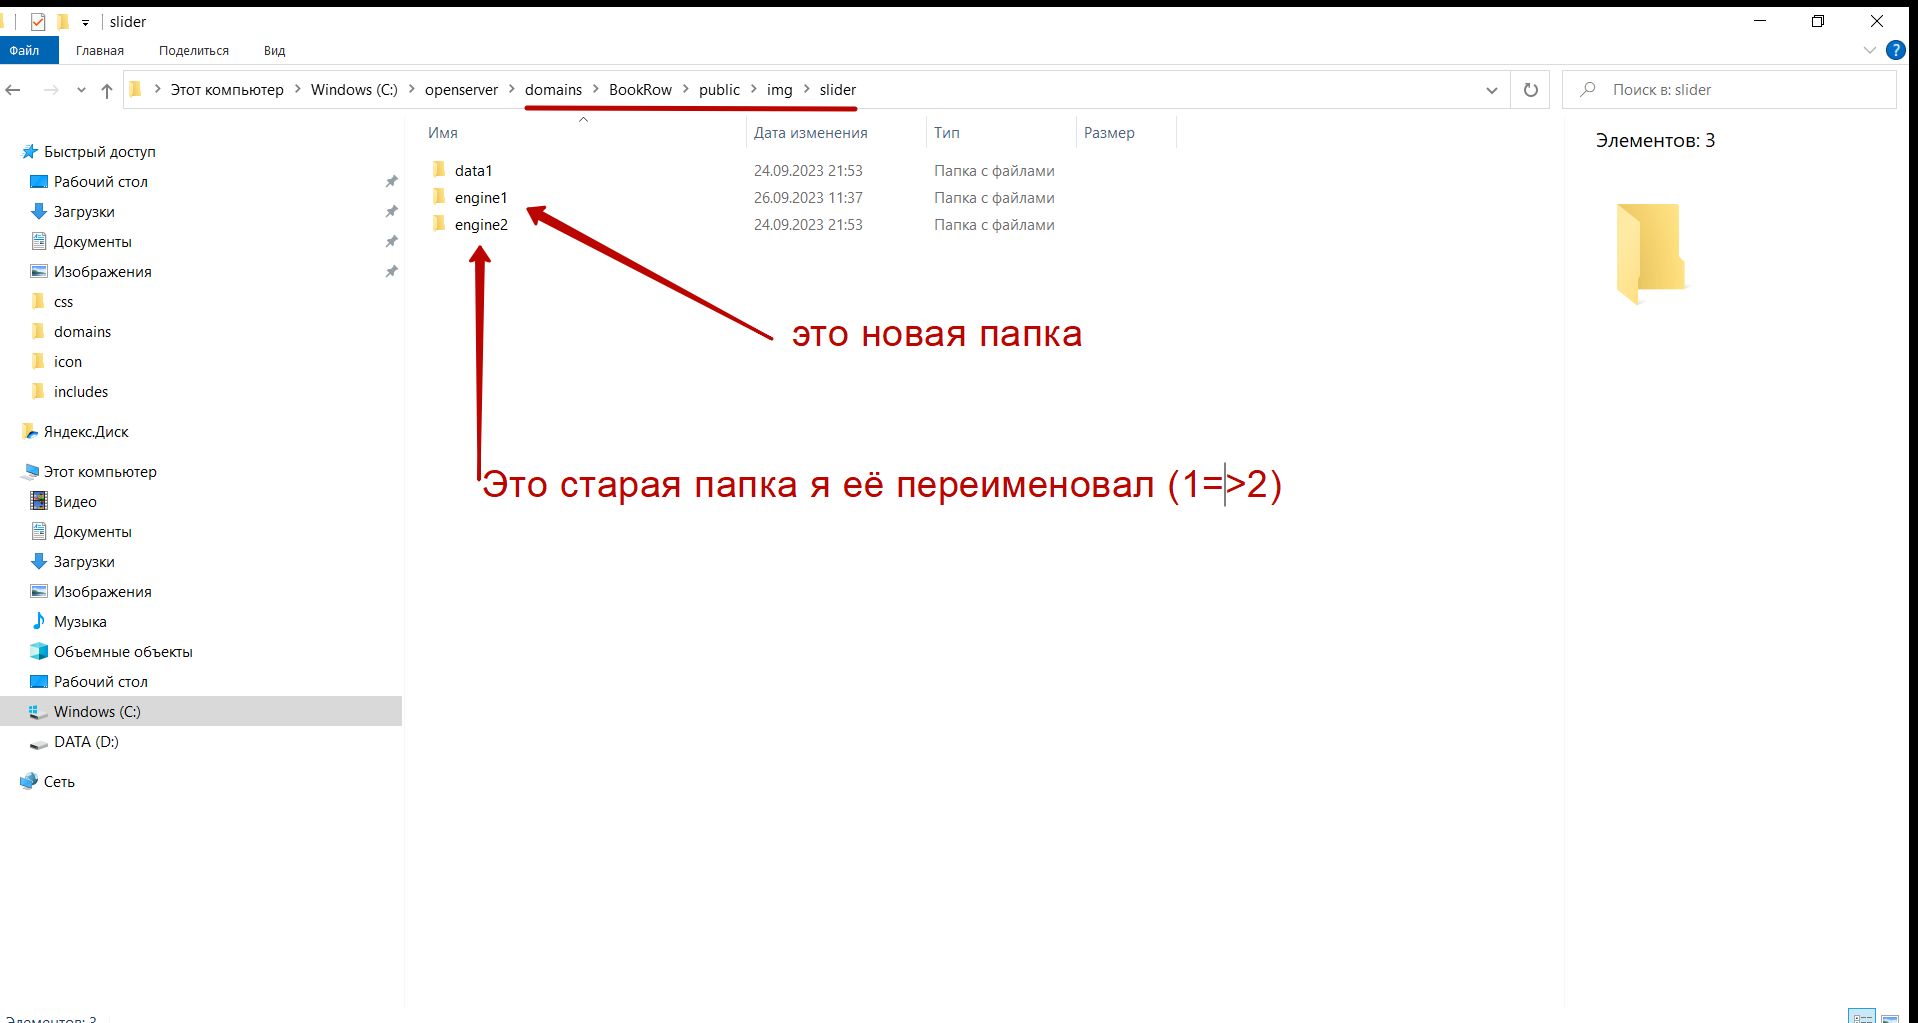 slider
Файл Главная Поделиться Вид
Этот компьютер Windows (C:) openserver domains BookRow public img slider
Поиск в: slider
Имя Дата изменения Тип Размер
data1 24.09.2023 21:53 Папка с файлами
engine1 26.09.2023 11:37 Папка с файлами
engine2 24.09.2023 21:53 Папка с файлами
Элементов: 3
это новая папка
Это старая папка я её переименовал (1=>2)
Быстрый доступ
Рабочий стол
Загрузки
Документы
Изображения
css
domains
icon
includes
Яндекс.Диск
Этот компьютер
Видео
Документы
Загрузки
Изображения
Музыка
Объемные объекты
Рабочий стол
Windows (C:)
DATA (D:)
Сеть
Элементов: 3